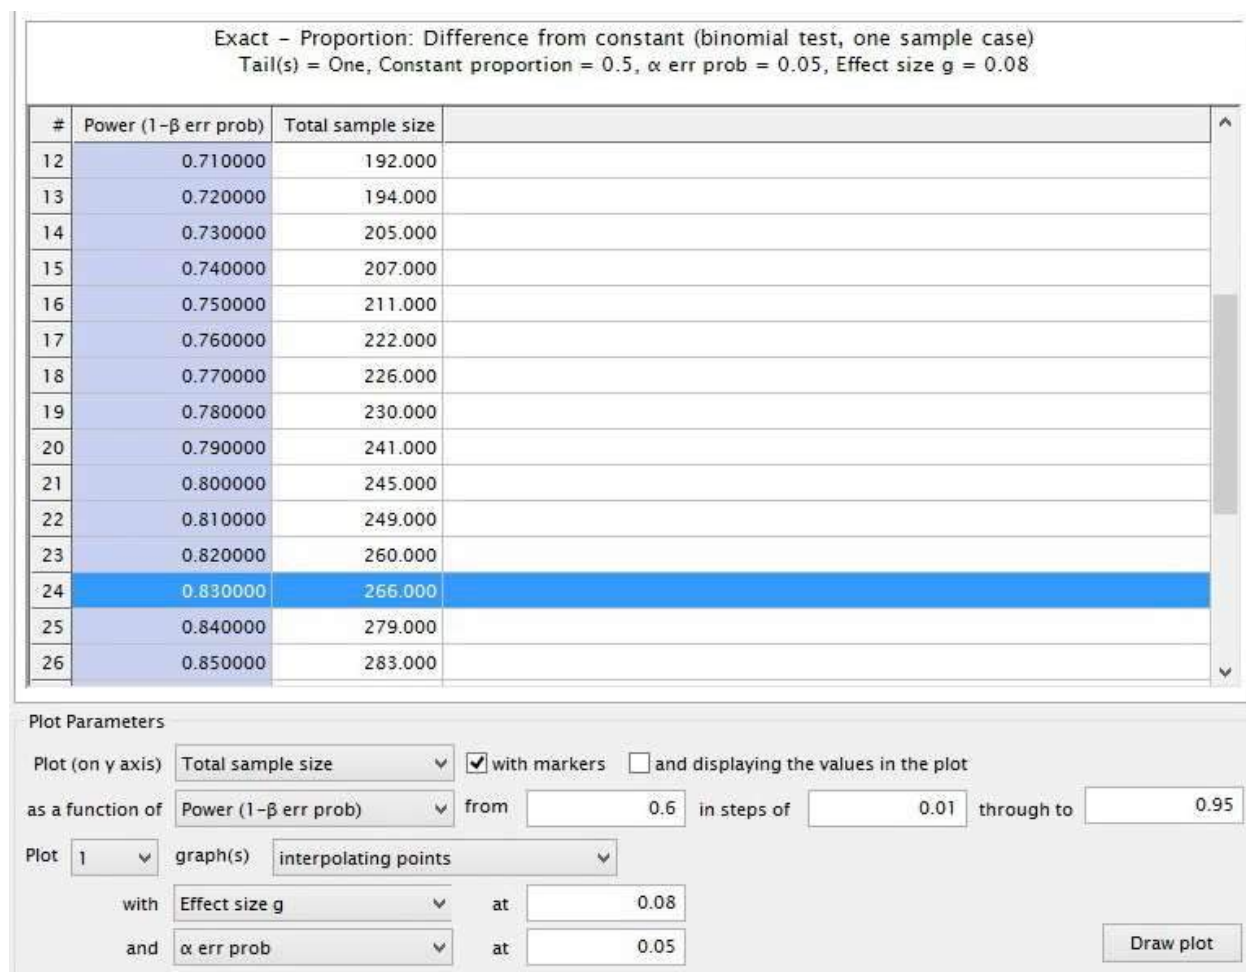 Exact – Proportion: Difference from constant (binomial test, one sample case)
Tail(s) = One, Constant proportion = 0.5, α err prob = 0.05, Effect size g = 0.08
# Power (1-β err prob) Total sample size
12 0.710000 192.000
13 0.720000 194.000
14 0.730000 205.000
15 0.740000 207.000
16 0.750000 211.000
17 0.760000 222.000
18 0.770000 226.000
19 0.780000 230.000
20 0.790000 241.000
21 0.800000 245.000
22 0.810000 249.000
23 0.820000 260.000
24 0.830000 266.000
25 0.840000 279.000
26 0.850000 283.000
Plot Parameters
Plot (on y axis) Total sample size with markers and displaying the values in the plot
as a function of Power (1-β err prob) from 0.6 in steps of 0.01 through to 0.95
Plot 1 graph(s) interpolating points
with Effect size g at 0.08
and α err prob at 0.05 Draw plot